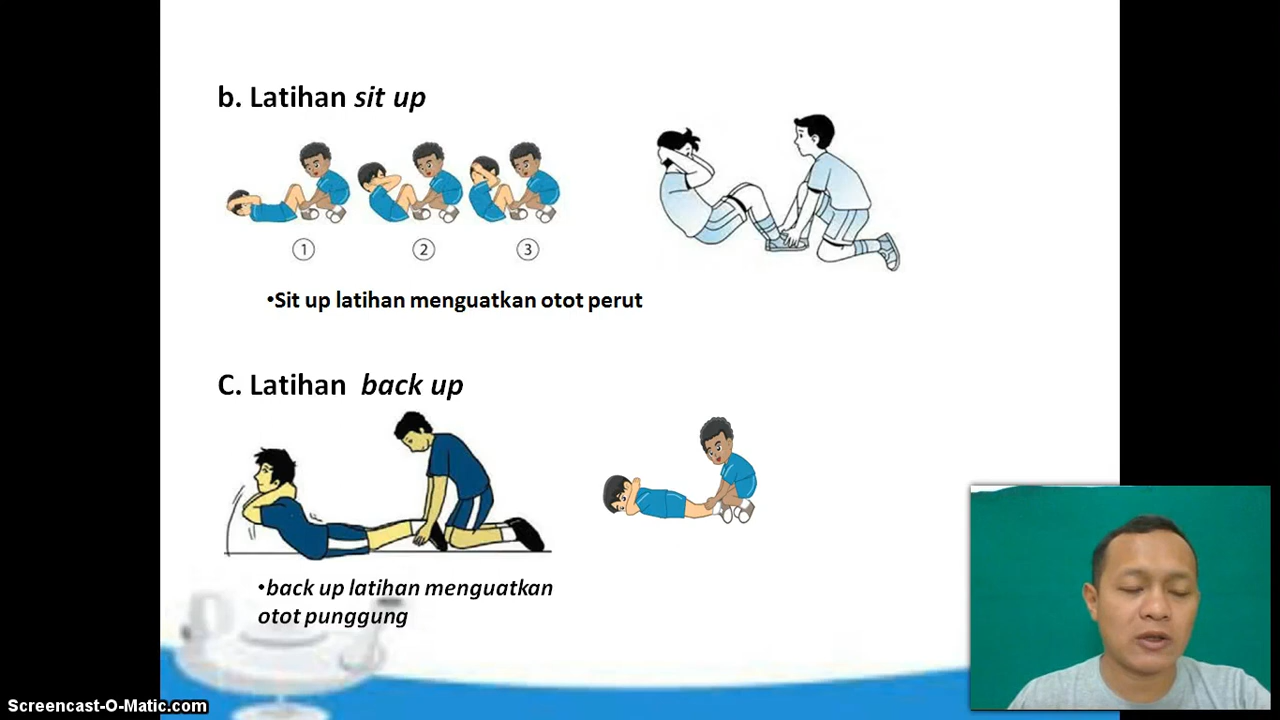 b. Latihan sit up
1 2 3
•Sit up latihan menguatkan otot perut
C. Latihan back up
•back up latihan menguatkan
otot punggung
Screencast-O-Matic.com